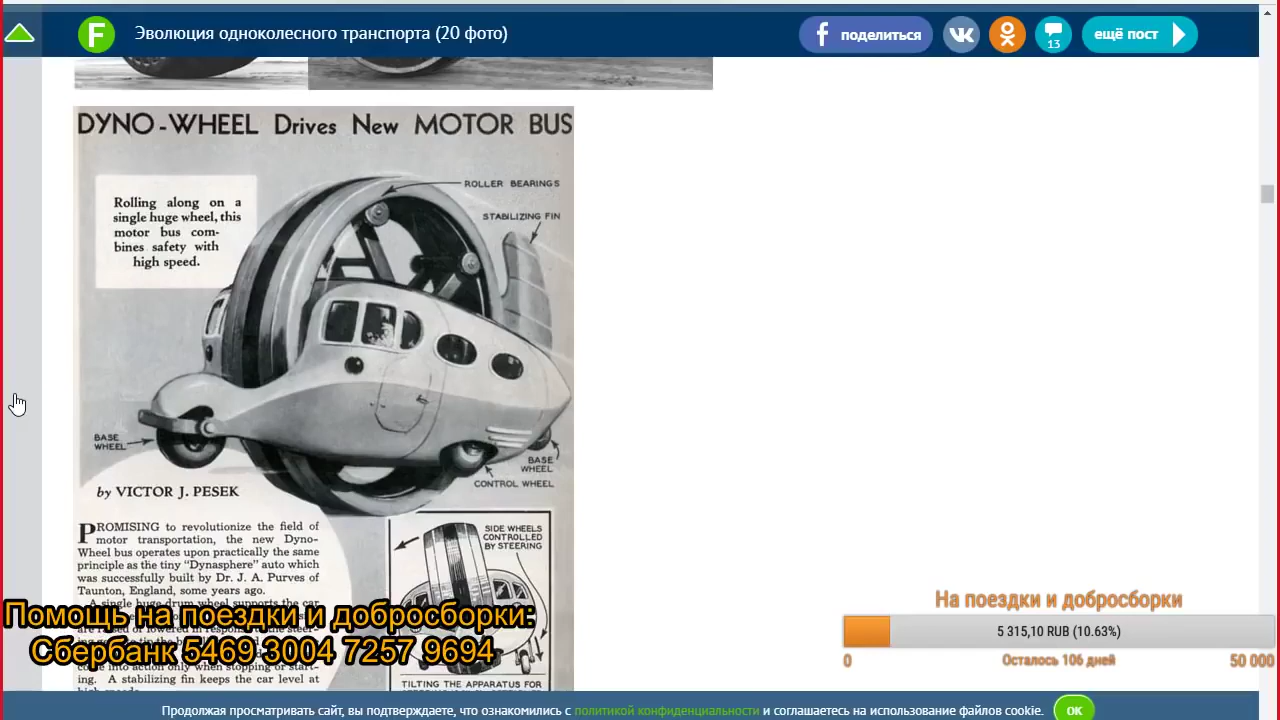 F
Эволюция одноколесного транспорта (20 фото)
f поделиться
13
ещё пост
DYNO-WHEEL Drives New MOTOR BUS
ROLLER BEARINGS
STABILIZING FIN
Rolling along on a
single huge wheel, this
motor bus com-
bines safety with
high speed.
BASE
WHEEL
BASE
WHEEL
CONTROL WHEEL
by VICTOR J. PESEK
PROMISING to revolutionize the field of
motor transportation, the new Dyno-
Wheel bus operates upon practically the same
principle as the tiny “Dynasphere” auto which
was successfully built by Dr. J. A. Purves of
Taunton, England, some years ago.
A single huge drum wheel supports the car
SIDE WHEELS
CONTROLLED
BY STEERING
Помощь на поездки и добросборки:
Сбербанк 5469 3004 7257 9694
come into action only when stopping or start-
ing. A stabilizing fin keeps the car level at
TILTING THE APPARATUS FOR
На поездки и добросборки
5 315,10 RUB (10.63%)
0
Осталось 106 дней
50 000
Продолжая просматривать сайт, вы подтверждаете, что ознакомились с политикой конфиденциальности и соглашаетесь на использование файлов cookie.
ОК